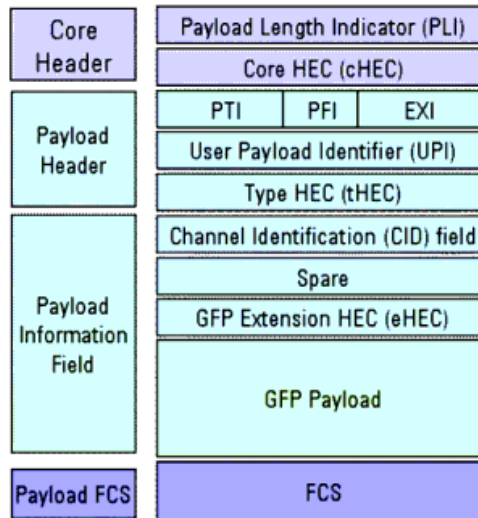 Core
Header
Payload Length Indicator (PLI)
Core HEC (cHEC)
Payload
Header
PTI PFI EXI
User Payload Identifier (UPI)
Type HEC (tHEC)
Payload
Information
Field
Channel Identification (CID) field
Spare
GFP Extension HEC (eHEC)
GFP Payload
Payload FCS
FCS